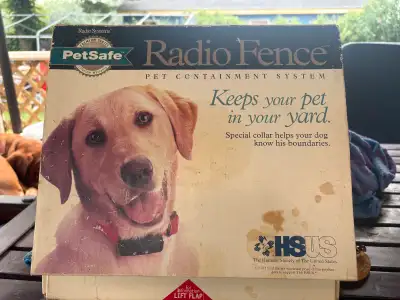 Radio Systems
PetSafe
Radio Fence™
PET CONTAINMENT SYSTEM
Keeps your pet
in your yard.
Special collar helps your dog
know his boundaries.
HSUS
The Humane Society of The United States
LEFT FLAP